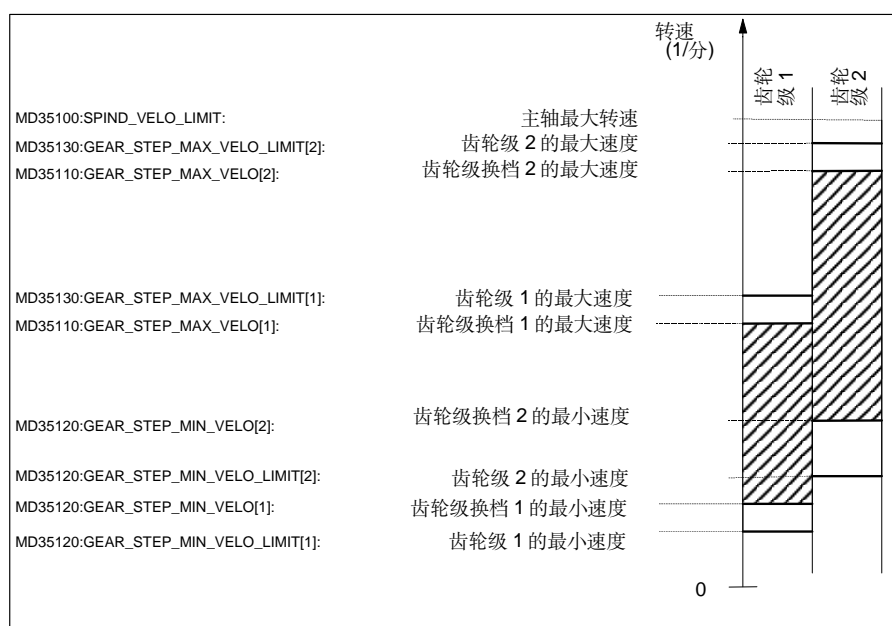 转速
(1/分)
齿轮级 1
齿轮级 2
MD35100:SPIND_VELO_LIMIT: 主轴最大转速
MD35130:GEAR_STEP_MAX_VELO_LIMIT[2]: 齿轮级 2 的最大速度
MD35110:GEAR_STEP_MAX_VELO[2]: 齿轮级换档 2 的最大速度
MD35130:GEAR_STEP_MAX_VELO_LIMIT[1]: 齿轮级 1 的最大速度
MD35110:GEAR_STEP_MAX_VELO[1]: 齿轮级换档 1 的最大速度
MD35120:GEAR_STEP_MIN_VELO[2]: 齿轮级换档 2 的最小速度
MD35120:GEAR_STEP_MIN_VELO_LIMIT[2]: 齿轮级 2 的最小速度
MD35120:GEAR_STEP_MIN_VELO[1]: 齿轮级换档 1 的最小速度
MD35120:GEAR_STEP_MIN_VELO_LIMIT[1]: 齿轮级 1 的最小速度
0